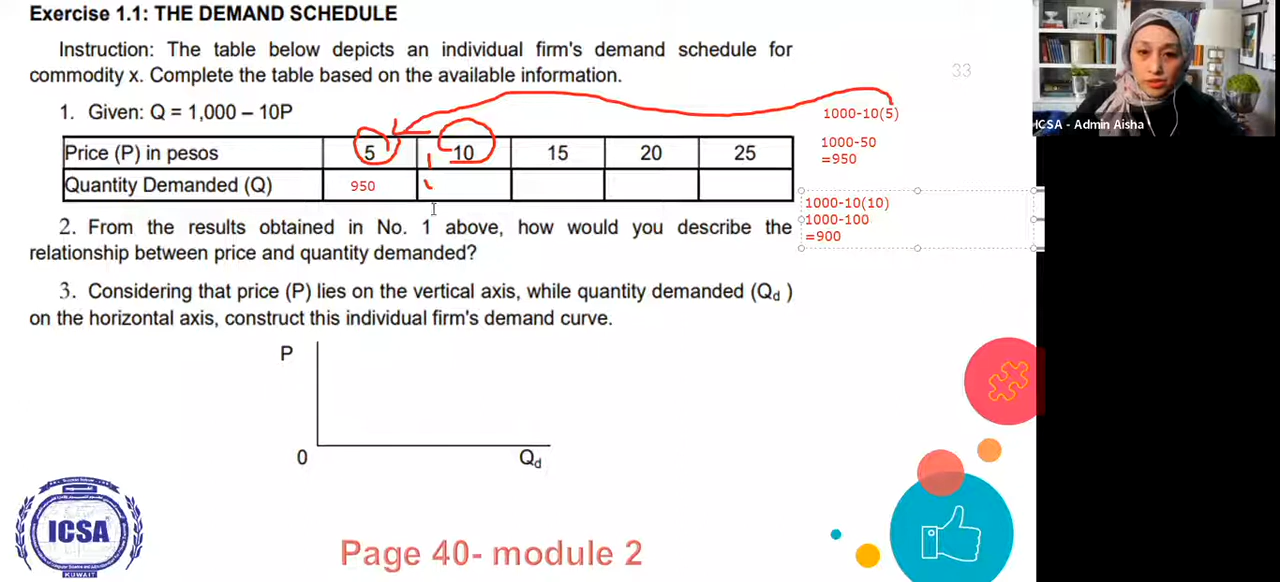 Exercise 1.1: THE DEMAND SCHEDULE
Instruction: The table below depicts an individual firm's demand schedule for
commodity x. Complete the table based on the available information.
33
1. Given: Q = 1,000 – 10P
1000-10(5)
1000-50
=950
ICSA - Admin Aisha
Price (P) in pesos 5 10 15 20 25
Quantity Demanded (Q) 950
1000-10(10)
1000-100
=900
2. From the results obtained in No. 1 above, how would you describe the
relationship between price and quantity demanded?
3. Considering that price (P) lies on the vertical axis, while quantity demanded (Qd )
on the horizontal axis, construct this individual firm's demand curve.
P
0
Qd
ICSA
KUWAIT
Page 40- module 2